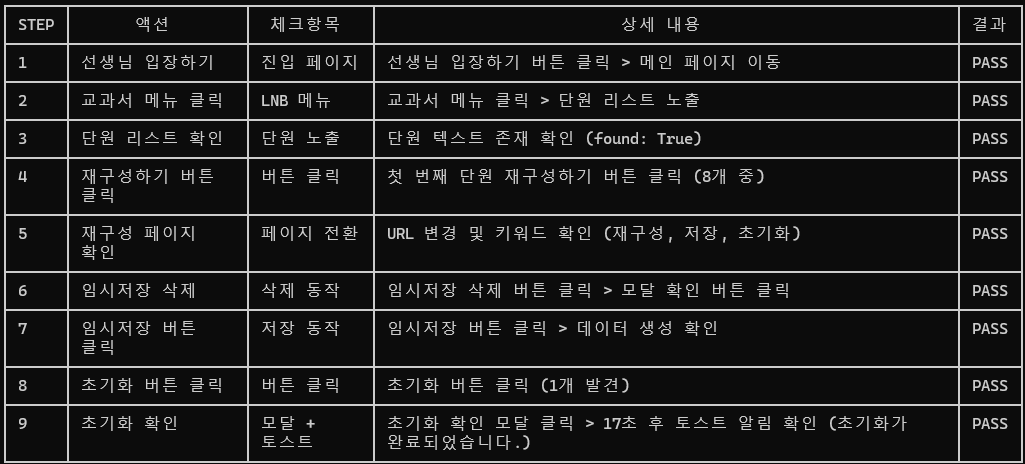 STEP 액션 체크항목 상세 내용 결과
1 선생님 입장하기 진입 페이지 선생님 입장하기 버튼 클릭 > 메인 페이지 이동 PASS
2 교과서 메뉴 클릭 LNB 메뉴 교과서 메뉴 클릭 > 단원 리스트 노출 PASS
3 단원 리스트 확인 단원 노출 단원 텍스트 존재 확인 (found: True) PASS
4 재구성하기 버튼 버튼 클릭 첫 번째 단원 재구성하기 버튼 클릭 (8개 중) PASS
클릭
5 재구성 페이지 페이지 전환 URL 변경 및 키워드 확인 (재구성, 저장, 초기화) PASS
확인
6 임시저장 삭제 삭제 동작 임시저장 삭제 버튼 클릭 > 모달 확인 버튼 클릭 PASS
7 임시저장 버튼 저장 동작 임시저장 버튼 클릭 > 데이터 생성 확인 PASS
클릭
8 초기화 버튼 클릭 버튼 클릭 초기화 버튼 클릭 (1개 발견) PASS
9 초기화 확인 모달 + 초기화 확인 모달 클릭 > 17초 후 토스트 알림 확인 (초기화가 PASS
토스트 완료되었습니다.)